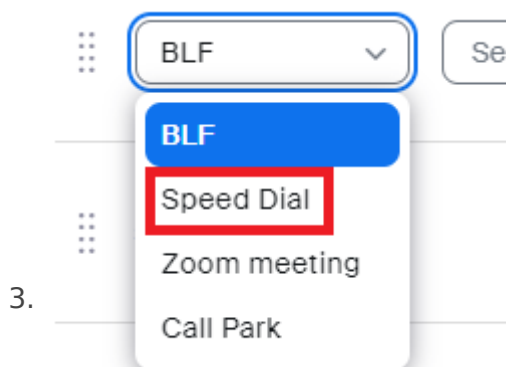 BLF
Se
BLF
Speed Dial
Zoom meeting
3.
Call Park